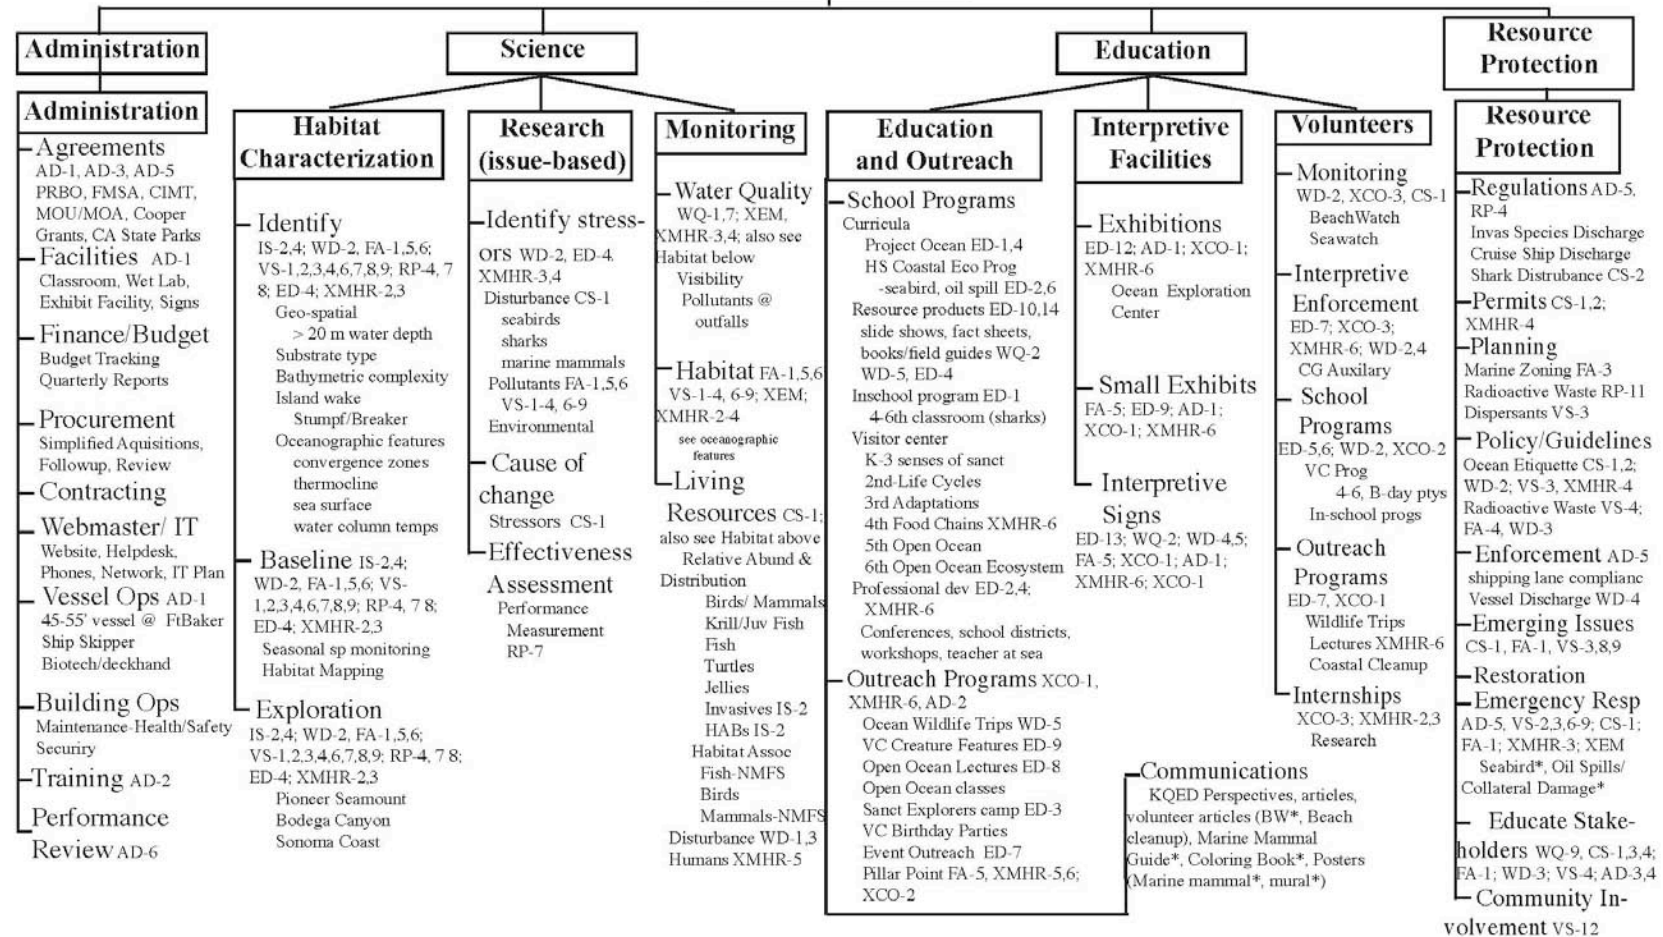 Administration
Science
Education
Resource
Protection
Administration
Agreements
AD-1, AD-3, AD-5
PRBO, FMSA, CIMT,
MOU/MOA, Cooper
Grants, CA State Parks
Facilities AD-1
Classroom, Wet Lab,
Exhibit Facility, Signs
Finance/Budget
Budget Tracking
Quarterly Reports
Procurement
Simplified Aquisitions,
Followup, Review
Contracting
Webmaster/ IT
Website, Helpdesk,
Phones, Network, IT Plan
Vessel Ops AD-1
45-55' vessel @ FtBaker
Ship Skipper
Biotech/deckhand
Building Ops
Maintenance-Health/Safety
Securiry
Training AD-2
Performance
Review AD-6
Habitat
Characterization
Identify
IS-2,4; WD-2, FA-1,5,6;
VS-1,2,3,4,6,7,8,9; RP-4, 7
8; ED-4; XMHR-2,3
Geo-spatial
> 20 m water depth
Substrate type
Bathymetric complexity
Island wake
Stumpf/Breaker
Oceanographic features
convergence zones
thermocline
sea surface
water column temps
Baseline IS-2,4;
WD-2, FA-1,5,6; VS-
1,2,3,4,6,7,8,9; RP-4, 7 8;
ED-4; XMHR-2,3
Seasonal sp monitoring
Habitat Mapping
Exploration
IS-2,4; WD-2, FA-1,5,6;
VS-1,2,3,4,6,7,8,9; RP-4, 7 8;
ED-4; XMHR-2,3
Pioneer Seamount
Bodega Canyon
Sonoma Coast
Research
(issue-based)
Identify stress-
ors WD-2, ED-4.
XMHR-3,4
Disturbance CS-1
seabirds
sharks
marine mammals
Pollutants FA-1,5,6
VS-1-4, 6-9
Environmental
Cause of
change
Stressors CS-1
Effectiveness
Assessment
Performance
Measurement
RP-7
Monitoring
Water Quality
WQ-1,7; XEM,
XMHR-3,4; also see
Habitat below
Visibility
Pollutants @
outfalls
Habitat FA-1,5,6
VS-1-4, 6-9; XEM;
XMHR-2-4
see oceanographic
features
Living
Resources CS-1;
also see Habitat above
Relative Abund &
Distribution
Birds/ Mammals
Krill/Juv Fish
Fish
Turtles
Jellies
Invasives IS-2
HABs IS-2
Habitat Assoc
Fish-NMFS
Birds
Mammals-NMFS
Disturbance WD-1,3
Humans XMHR-5
Education
and Outreach
School Programs
Curricula
Project Ocean ED-1,4
HS Coastal Eco Prog
-seabird, oil spill ED-2,6
Resource products ED-10,14
slide shows, fact sheets,
books/field guides WQ-2
WD-5, ED-4
Inschool program ED-1
4-6th classroom (sharks)
Visitor center
K-3 senses of sanct
2nd-Life Cycles
3rd Adaptations
4th Food Chains XMHR-6
5th Open Ocean
6th Open Ocean Ecosystem
Professional dev ED-2,4;
XMHR-6
Conferences, school districts,
workshops, teacher at sea
Outreach Programs XCO-1,
XMHR-6, AD-2
Ocean Wildlife Trips WD-5
VC Creature Features ED-9
Open Ocean Lectures ED-8
Open Ocean classes
Sanct Explorers camp ED-3
VC Birthday Parties
Event Outreach ED-7
Pillar Point FA-5, XMHR-5,6;
XCO-2
Communications
KQED Perspectives, articles,
volunteer articles (BW*, Beach
cleanup), Marine Mammal
Guide*, Coloring Book*, Posters
(Marine mammal*, mural*)
Interpretive
Facilities
Exhibitions
ED-12; AD-1; XCO-1;
XMHR-6
Ocean Exploration
Center
Small Exhibits
FA-5; ED-9; AD-1;
XCO-1; XMHR-6
Interpretive
Signs
ED-13; WQ-2; WD-4,5;
FA-5; XCO-1; AD-1;
XMHR-6; XCO-1
Volunteers
Monitoring
WD-2, XCO-3, CS-1
BeachWatch
Seawatch
Interpretive
Enforcement
ED-7; XCO-3;
XMHR-6; WD-2,4
CG Auxilary
School
Programs
ED-5,6; WD-2, XCO-2
VC Prog
4-6, B-day ptys
In-school progs
Outreach
Programs
ED-7, XCO-1
Wildlife Trips
Lectures XMHR-6
Coastal Cleanup
Internships
XCO-3; XMHR-2,3
Research
Resource
Protection
Regulations AD-5,
RP-4
Invas Species Discharge
Cruise Ship Discharge
Shark Distrubance CS-2
Permits CS-1,2;
XMHR-4
Planning
Marine Zoning FA-3
Radioactive Waste RP-11
Dispersants VS-3
Policy/Guidelines
Ocean Etiquette CS-1,2;
WD-2; VS-3, XMHR-4
Radioactive Waste VS-4;
FA-4, WD-3
Enforcement AD-5
shipping lane complianc
Vessel Discharge WD-4
Emerging Issues
CS-1, FA-1, VS-3,8,9
Restoration
Emergency Resp
AD-5, VS-2,3,6-9; CS-1;
FA-1; XMHR-3; XEM
Seabird*, Oil Spills/
Collateral Damage*
Educate Stake-
holders WQ-9, CS-1,3,4;
FA-1; WD-3; VS-4; AD-3,4
Community In-
volvement VS-12